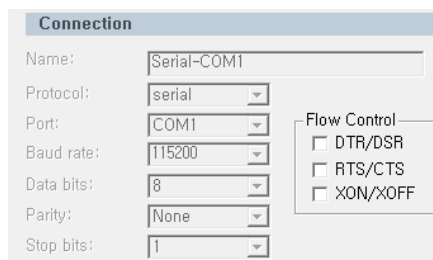 Connection
Name: Serial-COM1
Protocol: serial
Port: COM1
Baud rate: 115200
Data bits: 8
Parity: None
Stop bits: 1
Flow Control
DTR/DSR
RTS/CTS
XON/XOFF